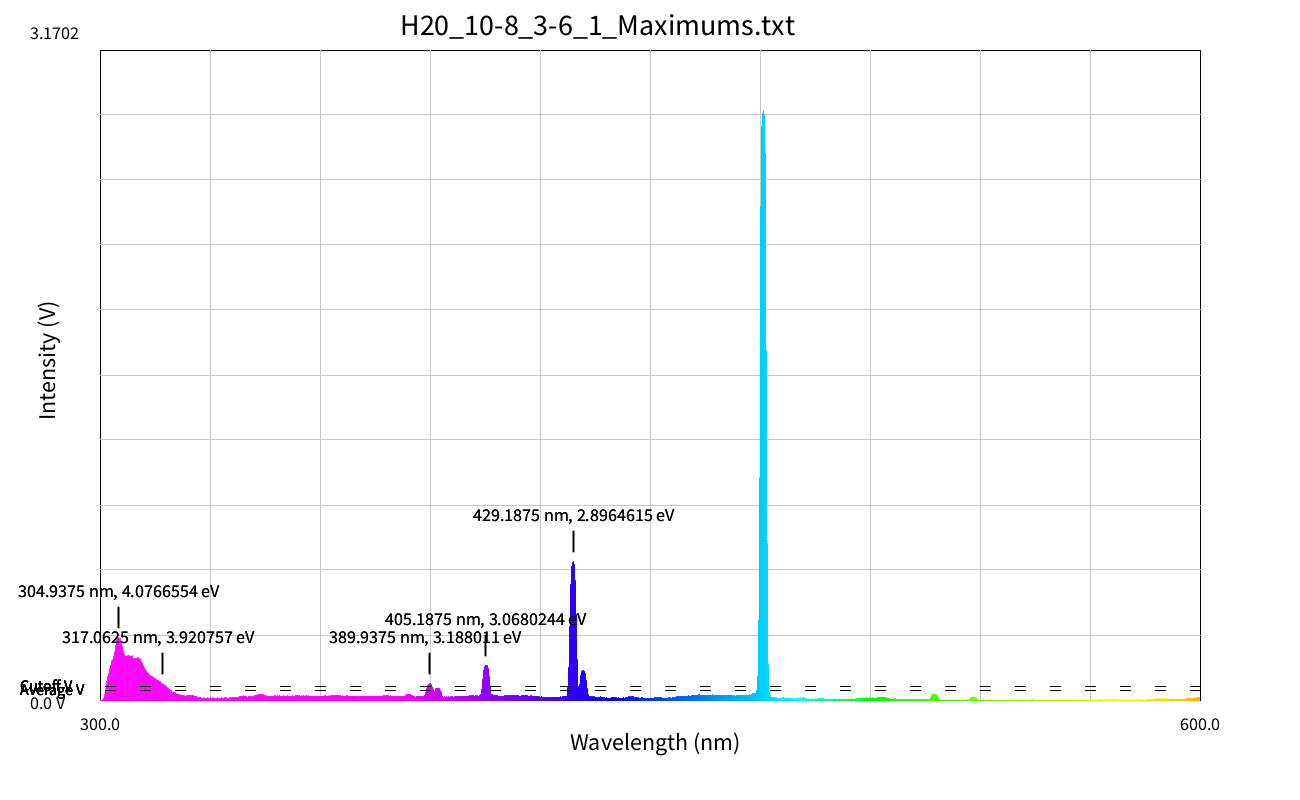 H20_10-8_3-6_1_Maximums.txt
3.1702
Intensity (V)
429.1875 nm, 2.8964615 eV
304.9375 nm, 4.0766554 eV
405.1875 nm, 3.0680244 eV
317.0625 nm, 3.920757 eV
389.9375 nm, 3.188011 eV
Cutoff V
Average V
0.0 V
300.0
600.0
Wavelength (nm)